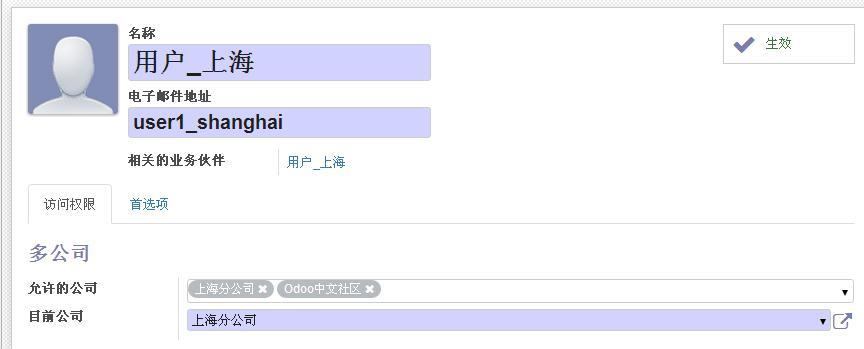 名称
生效
用户_上海
电子邮件地址
user1_shanghai
相关的业务伙伴 用户_上海
访问权限 首选项
多公司
允许的公司 上海分公司 Odoo中文社区
目前公司 上海分公司